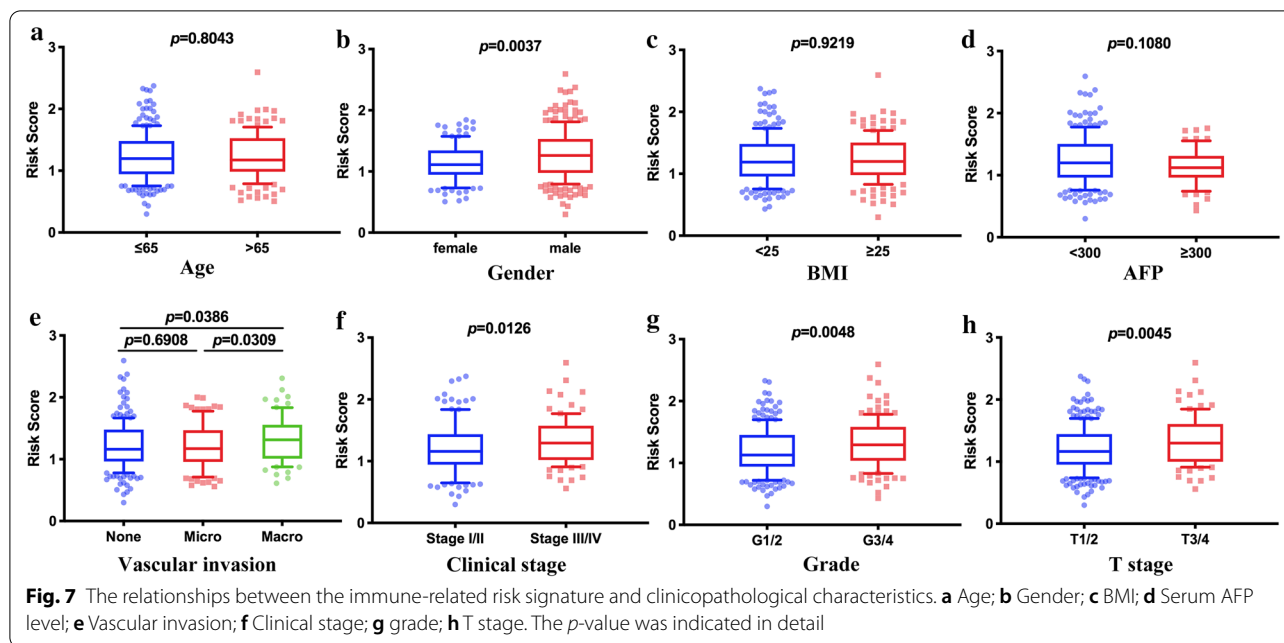 a
p=0.8043
Risk Score
3
2
1
0
≤65
>65
Age
b
p=0.0037
Risk Score
3
2
1
0
female
male
Gender
c
p=0.9219
Risk Score
3
2
1
0
<25
≥25
BMI
d
p=0.1080
Risk Score
3
2
1
0
<300
≥300
AFP
e
p=0.0386
p=0.6908
p=0.0309
Risk Score
3
2
1
0
None
Micro
Macro
Vascular invasion
f
p=0.0126
Risk Score
3
2
1
0
Stage I/II
Stage III/IV
Clinical stage
g
p=0.0048
Risk Score
3
2
1
0
G1/2
G3/4
Grade
h
p=0.0045
Risk Score
3
2
1
0
T1/2
T3/4
T stage
Fig. 7 The relationships between the immune-related risk signature and clinicopathological characteristics. a Age; b Gender; c BMI; d Serum AFP
level; e Vascular invasion; f Clinical stage; g grade; h T stage. The p-value was indicated in detail